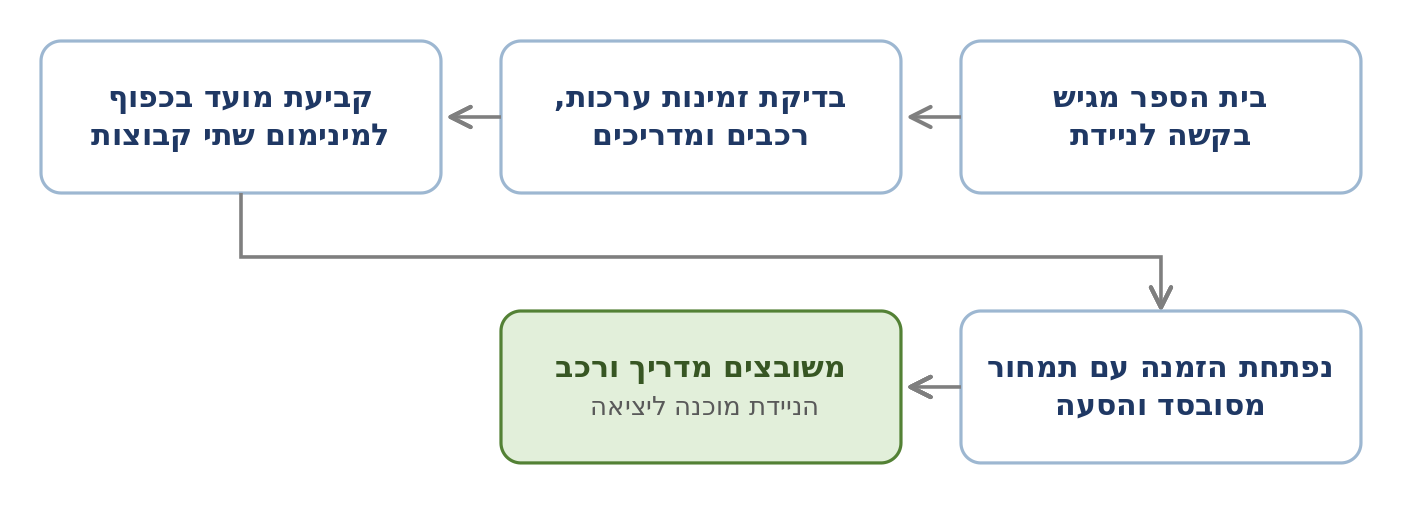 בית הספר מגיש
בקשה לניידת
בדיקת זמינות ערכות,
רכבים ומדריכים
קביעת מועד בכפוף
למינימום שתי קבוצות
נפתחת הזמנה עם תמחור
מסובסד והסעה
משובצים מדריך ורכב
הניידת מוכנה ליציאה